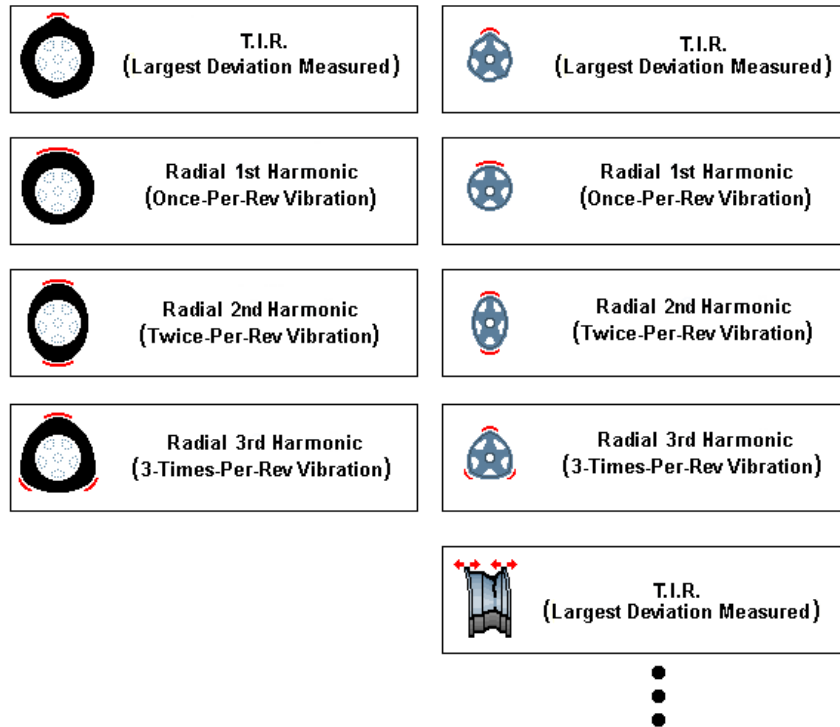 T.I.R.
(Largest Deviation Measured)
Radial 1st Harmonic
(Once-Per-Rev Vibration)
Radial 2nd Harmonic
(Twice-Per-Rev Vibration)
Radial 3rd Harmonic
(3-Times-Per-Rev Vibration)
T.I.R.
(Largest Deviation Measured)
Radial 1st Harmonic
(Once-Per-Rev Vibration)
Radial 2nd Harmonic
(Twice-Per-Rev Vibration)
Radial 3rd Harmonic
(3-Times-Per-Rev Vibration)
T.I.R.
(Largest Deviation Measured)